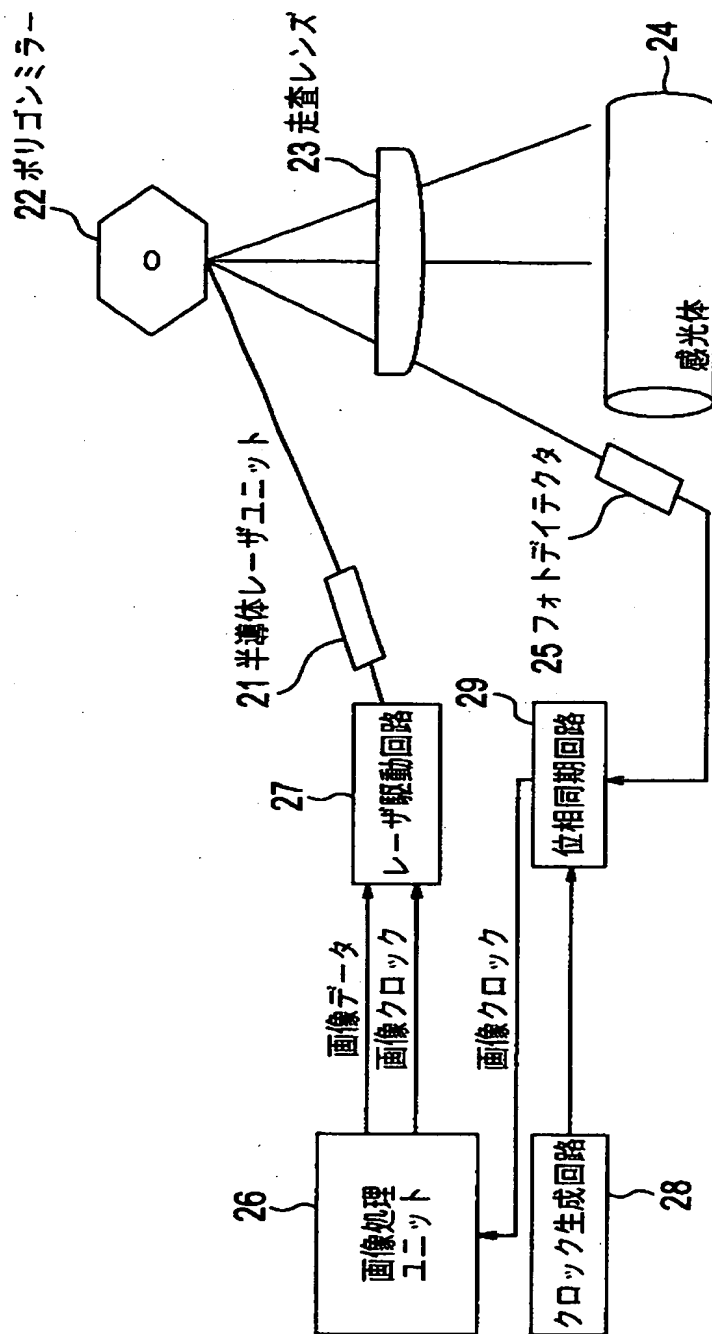 22 ポリゴンミラー
23 走査レンズ
24
感光体
21 半導体レーザユニット
25 フォトデイテクタ
27
レーザ駆動回路
29
位相同期回路
画像データ
画像クロック
画像クロック
26
画像処理
ユニット
クロック生成回路
28